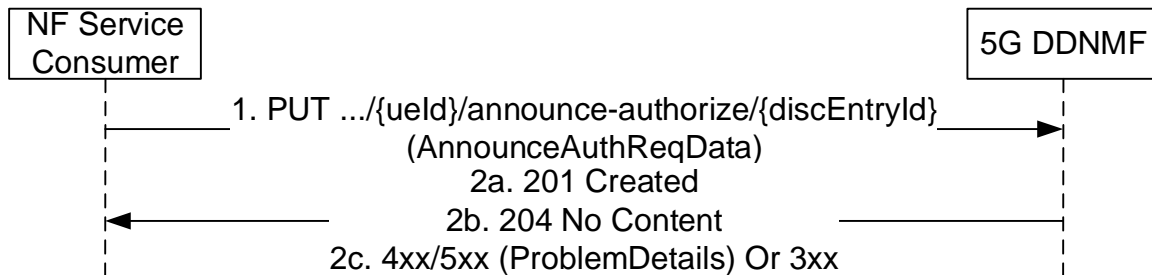 NF Service
Consumer
5G DDNMF
1. PUT .../{ueId}/announce-authorize/{discEntryId}
(AnnounceAuthReqData)
2a. 201 Created
2b. 204 No Content
2c. 4xx/5xx (ProblemDetails) Or 3xx